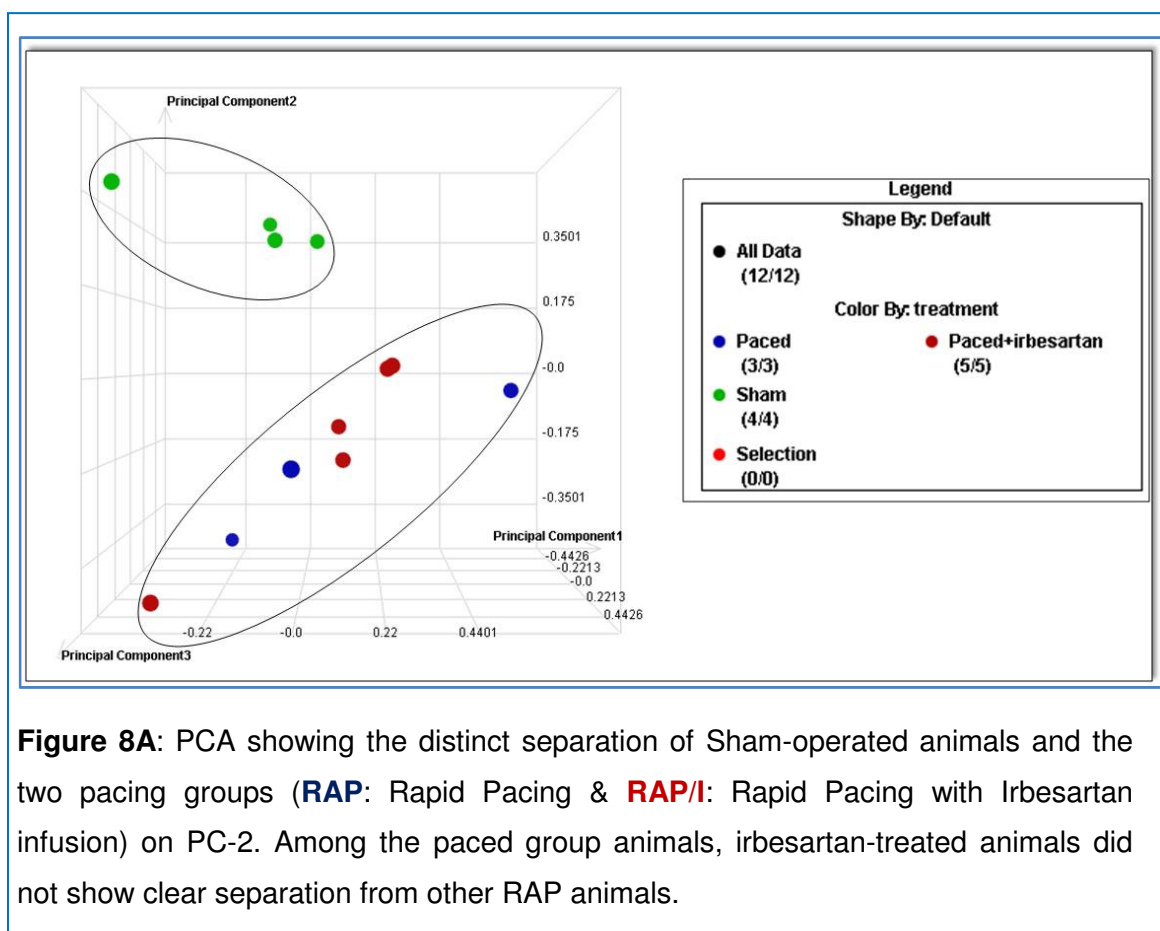 Principal Component2
0.3501
0.175
-0.0
-0.175
-0.3501
Principal Component1
-0.4426
-0.2213
-0.0
0.2213
0.4426
-0.22
-0.0
0.22
0.4401
Principal Component3
Legend
Shape By: Default
All Data
(12/12)
Color By: treatment
Paced
(3/3)
Paced+irbesartan
(5/5)
Sham
(4/4)
Selection
(0/0)
Figure 8A: PCA showing the distinct separation of Sham-operated animals and the
two pacing groups (RAP: Rapid Pacing & RAP/I: Rapid Pacing with Irbesartan
infusion) on PC-2. Among the paced group animals, irbesartan-treated animals did
not show clear separation from other RAP animals.